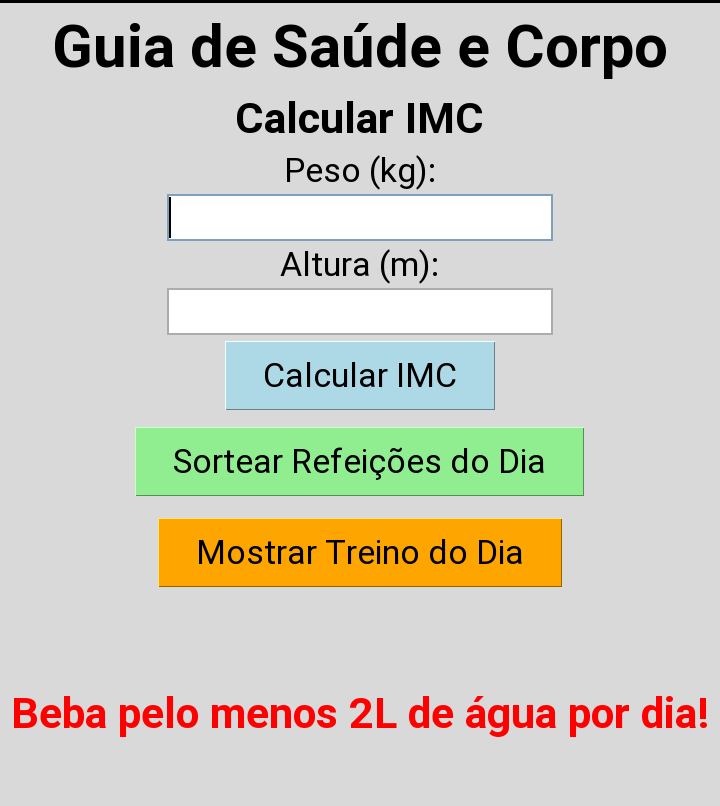 Guia de Saúde e Corpo
Calcular IMC
Peso (kg):
Altura (m):
Calcular IMC
Sortear Refeições do Dia
Mostrar Treino do Dia
Beba pelo menos 2L de água por dia!